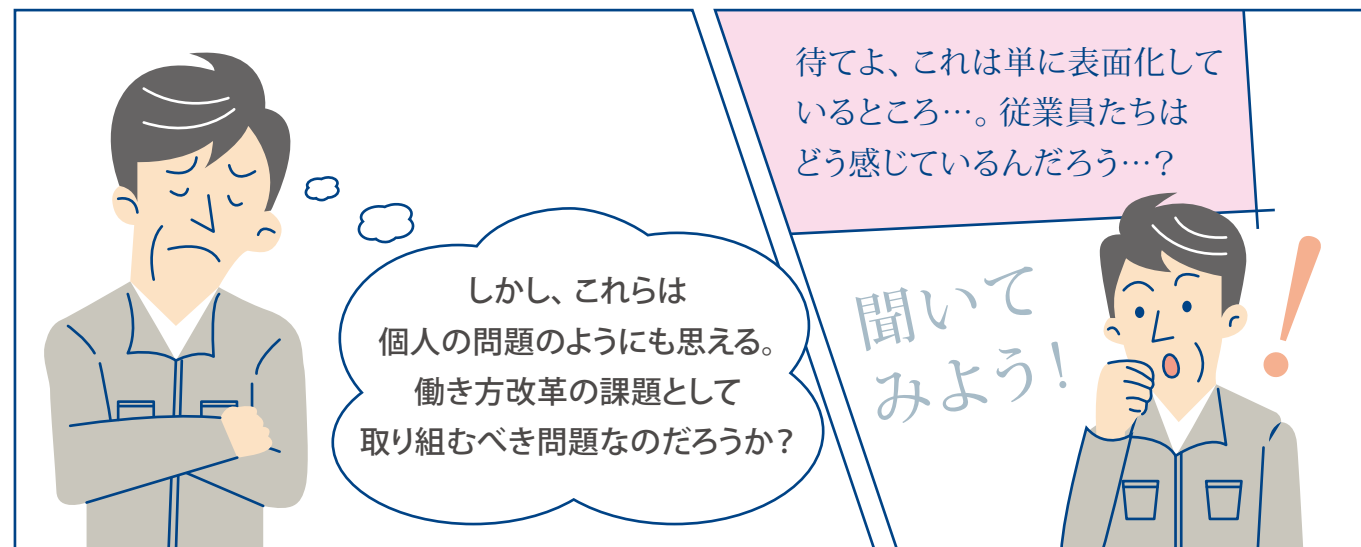 しかし、これらは
個人の問題のようにも思える。
働き方改革の課題として
取り組むべき問題なのだろうか？
待てよ、これは単に表面化して
いるところ…。従業員たちは
どう感じているんだろう…？
聞いて
みよう！
！